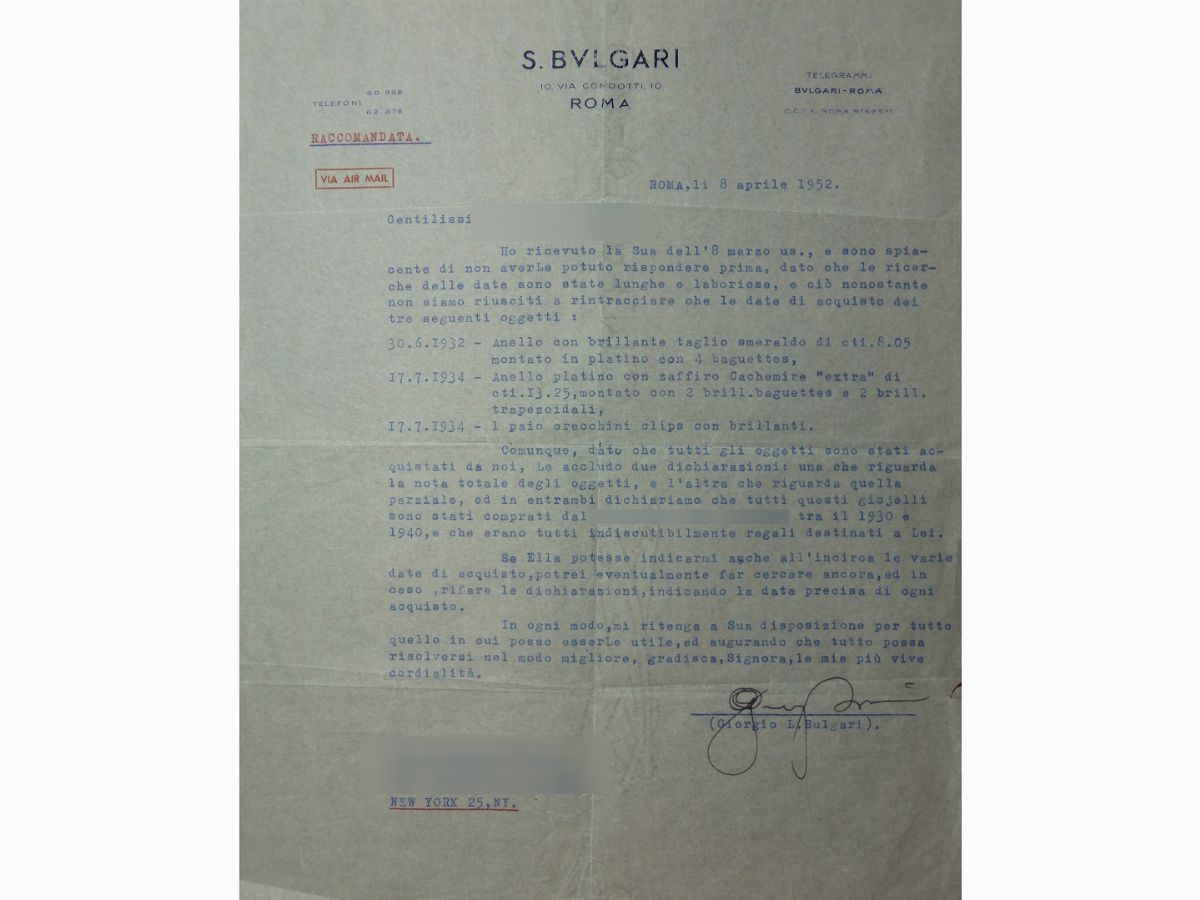 S. BVLGARI
10, VIA CONDOTTI, 10
ROMA
TELEFONI
60.928
62.878
TELEGRAMMI
BVLGARI-ROMA
C.C.I.A. ROMA N°
RACCOMANDATA.
VIA AIR MAIL
ROMA,li 8 aprile 1952.
Gentilissi
Ho ricevuto la Sua dell'8 marzo us., e sono spia-
cente di non averLe potuto rispondere prima, dato che le ricer-
che delle date sono state lunghe e laboriose, e ciò nonostante
non siamo riusciti a rintracciare che le date di acquisto dei
tre seguenti oggetti :
30.6.1932 - Anello con brillante taglio smeraldo di cti.8.05
montato in platino con 4 baguettes,
17.7.1934 - Anello platino con zaffiro Cachemire "extra" di
cti.13.25,montato con 2 brill.baguettes e 2 brill.
trapezoidali,
17.7.1934 - 1 paio orecchini clips con brillanti.
Comunque, dato che tutti gli oggetti sono stati ac-
quistati da noi, Le accludo due dichiarazioni: una che riguarda
la nota totale degli oggetti, e l'altra che riguarda quella
parziale, ed in entrambi dichiariamo che tutti questi giojelli
sono stati comprati dal tra il 1930 e
1940,e che erano tutti indiscutibilmente regali destinati a Lei.
Se Ella potesse indicarmi anche all'incirca le varie
date di acquisto,potrei eventualmente far cercare ancora,ed in
caso ,rifare le dichiarazioni,indicando la data precisa di ogni
acquisto.
In ogni modo,mi ritenga a Sua disposizione per tutto
quello in cui posso esserLe utile,ed augurando che tutto possa
risolversi nel modo migliore, gradisca,Signora,le mie più vive
cordialità.
(Giorgio L.Bulgari).
NEW YORK 25,NY.